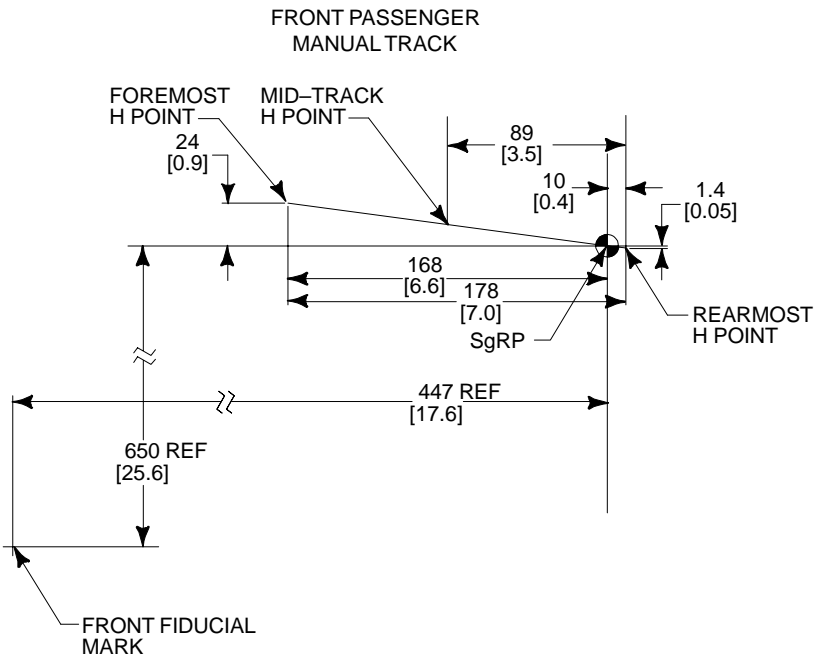 FRONT PASSENGER
MANUAL TRACK
FOREMOST
H POINT
MID–TRACK
H POINT
24
[0.9]
89
[3.5]
10
[0.4]
1.4
[0.05]
168
[6.6]
178
[7.0]
SgRP
REARMOST
H POINT
447 REF
[17.6]
650 REF
[25.6]
FRONT FIDUCIAL
MARK